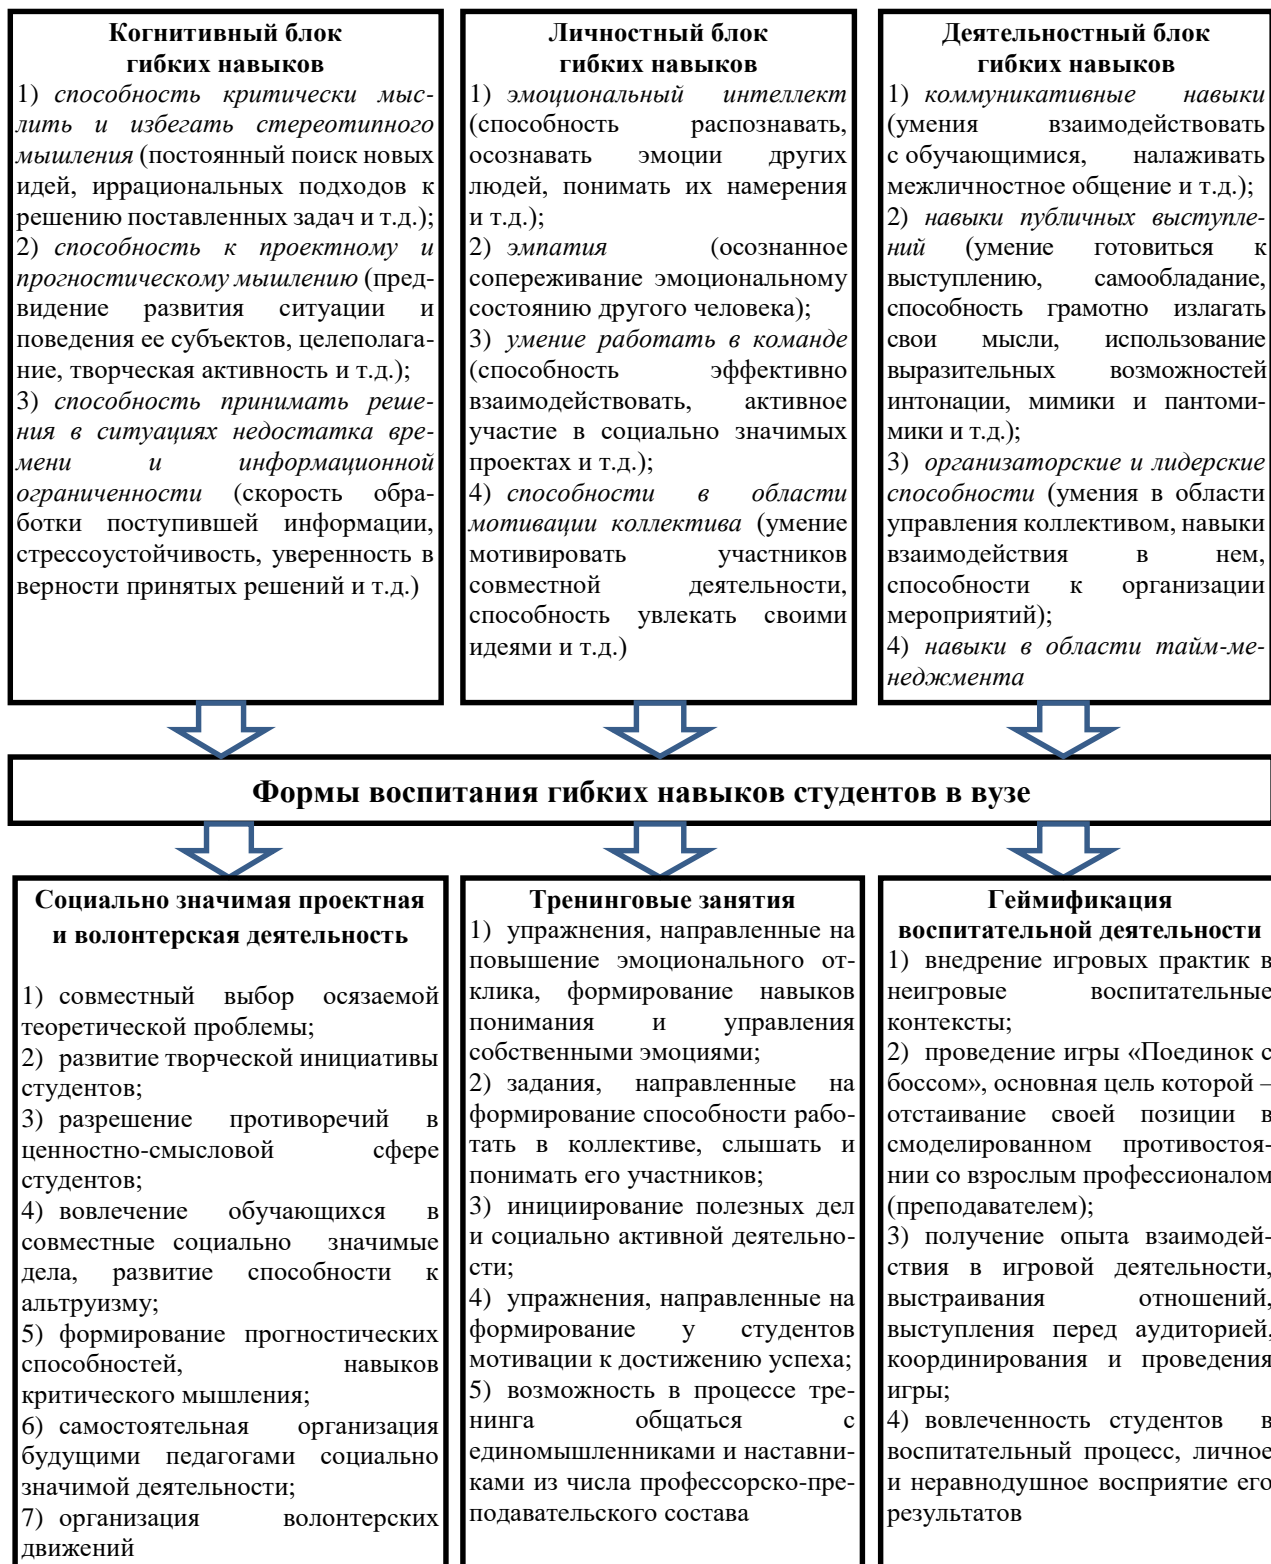 Когнитивный блок
гибких навыков
1) способность критически мыс-
лить и избегать стереотипного
мышления (постоянный поиск новых
идей, иррациональных подходов к
решению поставленных задач и т.д.);
2) способность к проектному и
прогностическому мышлению (пред-
видение развития ситуации и
поведения ее субъектов, целеполага-
ние, творческая активность и т.д.);
3) способность принимать реше-
ния в ситуациях недостатка вре-
мени и информационной
ограниченности (скорость обра-
ботки поступившей информации,
стрессоустойчивость, уверенность в
верности принятых решений и т.д.)
Личностный блок
гибких навыков
1) эмоциональный интеллект
(способность распознавать,
осознавать эмоции других
людей, понимать их намерения
и т.д.);
2) эмпатия (осознанное
сопереживание эмоциональному
состоянию другого человека);
3) умение работать в команде
(способность эффективно
взаимодействовать, активное
участие в социально значимых
проектах и т.д.);
4) способности в области
мотивации коллектива (умение
мотивировать участников
совместной деятельности,
способность увлекать своими
идеями и т.д.)
Деятельностный блок
гибких навыков
1) коммуникативные навыки
(умения взаимодействовать
с обучающимися, налаживать
межличностное общение и т.д.);
2) навыки публичных выступле-
ний (умение готовиться к
выступлению, самообладание,
способность грамотно излагать
свои мысли, использование
выразительных возможностей
интонации, мимики и пантоми-
мики и т.д.);
3) организаторские и лидерские
способности (умения в области
управления коллективом, навыки
взаимодействия в нем,
способности к организации
мероприятий);
4) навыки в области тайм-ме-
неджмента
Формы воспитания гибких навыков студентов в вузе
Социально значимая проектная
и волонтерская деятельность
1) совместный выбор осязаемой
теоретической проблемы;
2) развитие творческой инициативы
студентов;
3) разрешение противоречий в
ценностно-смысловой сфере
студентов;
4) вовлечение обучающихся в
совместные социально значимые
дела, развитие способности к
альтруизму;
5) формирование прогностических
способностей, навыков
критического мышления;
6) самостоятельная организация
будущими педагогами социально
значимой деятельности;
7) организация волонтерских
движений
Тренинговые занятия
1) упражнения, направленные на
повышение эмоционального от-
клика, формирование навыков
понимания и управления
собственными эмоциями;
2) задания, направленные на
формирование способности рабо-
тать в коллективе, слышать и
понимать его участников;
3) инициирование полезных дел
и социально активной деятельно-
сти;
4) упражнения, направленные на
формирование у студентов
мотивации к достижению успеха;
5) возможность в процессе тре-
нинга общаться с
единомышленниками и наставни-
ками из числа профессорско-пре-
подавательского состава
Геймификация
воспитательной деятельности
1) внедрение игровых практик в
неигровые воспитательные
контексты;
2) проведение игры «Поединок с
боссом», основная цель которой –
отстаивание своей позиции в
смоделированном противостоя-
нии со взрослым профессионалом
(преподавателем);
3) получение опыта взаимодей-
ствия в игровой деятельности,
выстраивания отношений,
выступления перед аудиторией,
координирования и проведения
игры;
4) вовлеченность студентов в
воспитательный процесс, личное
и неравнодушное восприятие его
результатов